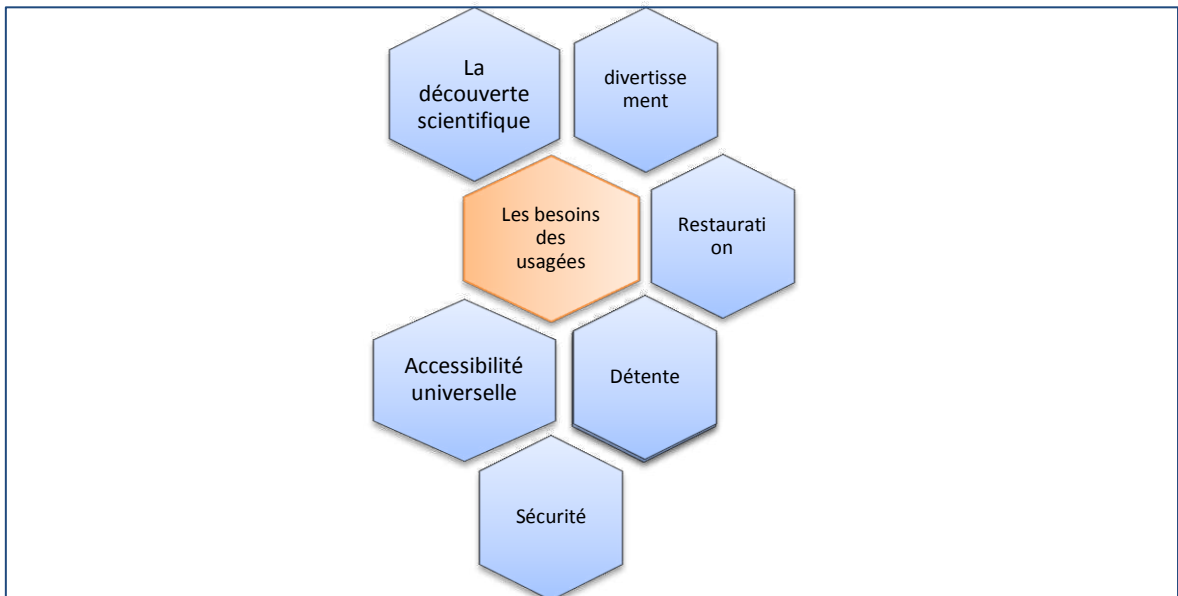 La
découverte
scientifique
divertisse
ment
Les besoins
des
usagées
Restaurati
on
Accessibilité
universelle
Détente
Sécurité